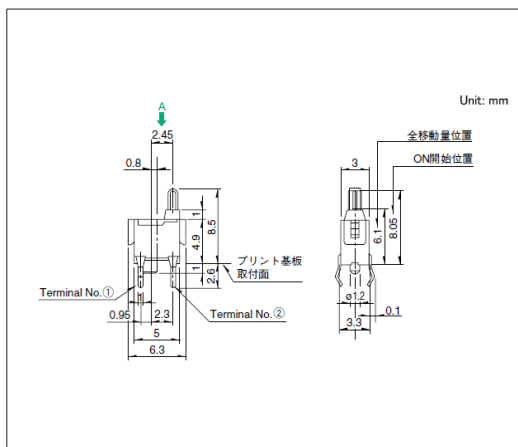 Unit: mm
A
2.45
0.8
1
8.5
4.9
プリント基板
取付面
1
2.6
Terminal No.①
1
Terminal No.②
0.95
2.3
5
6.3
全移動量位置
ON開始位置
3
6.1
8.05
ø1.2
0.1
3.3